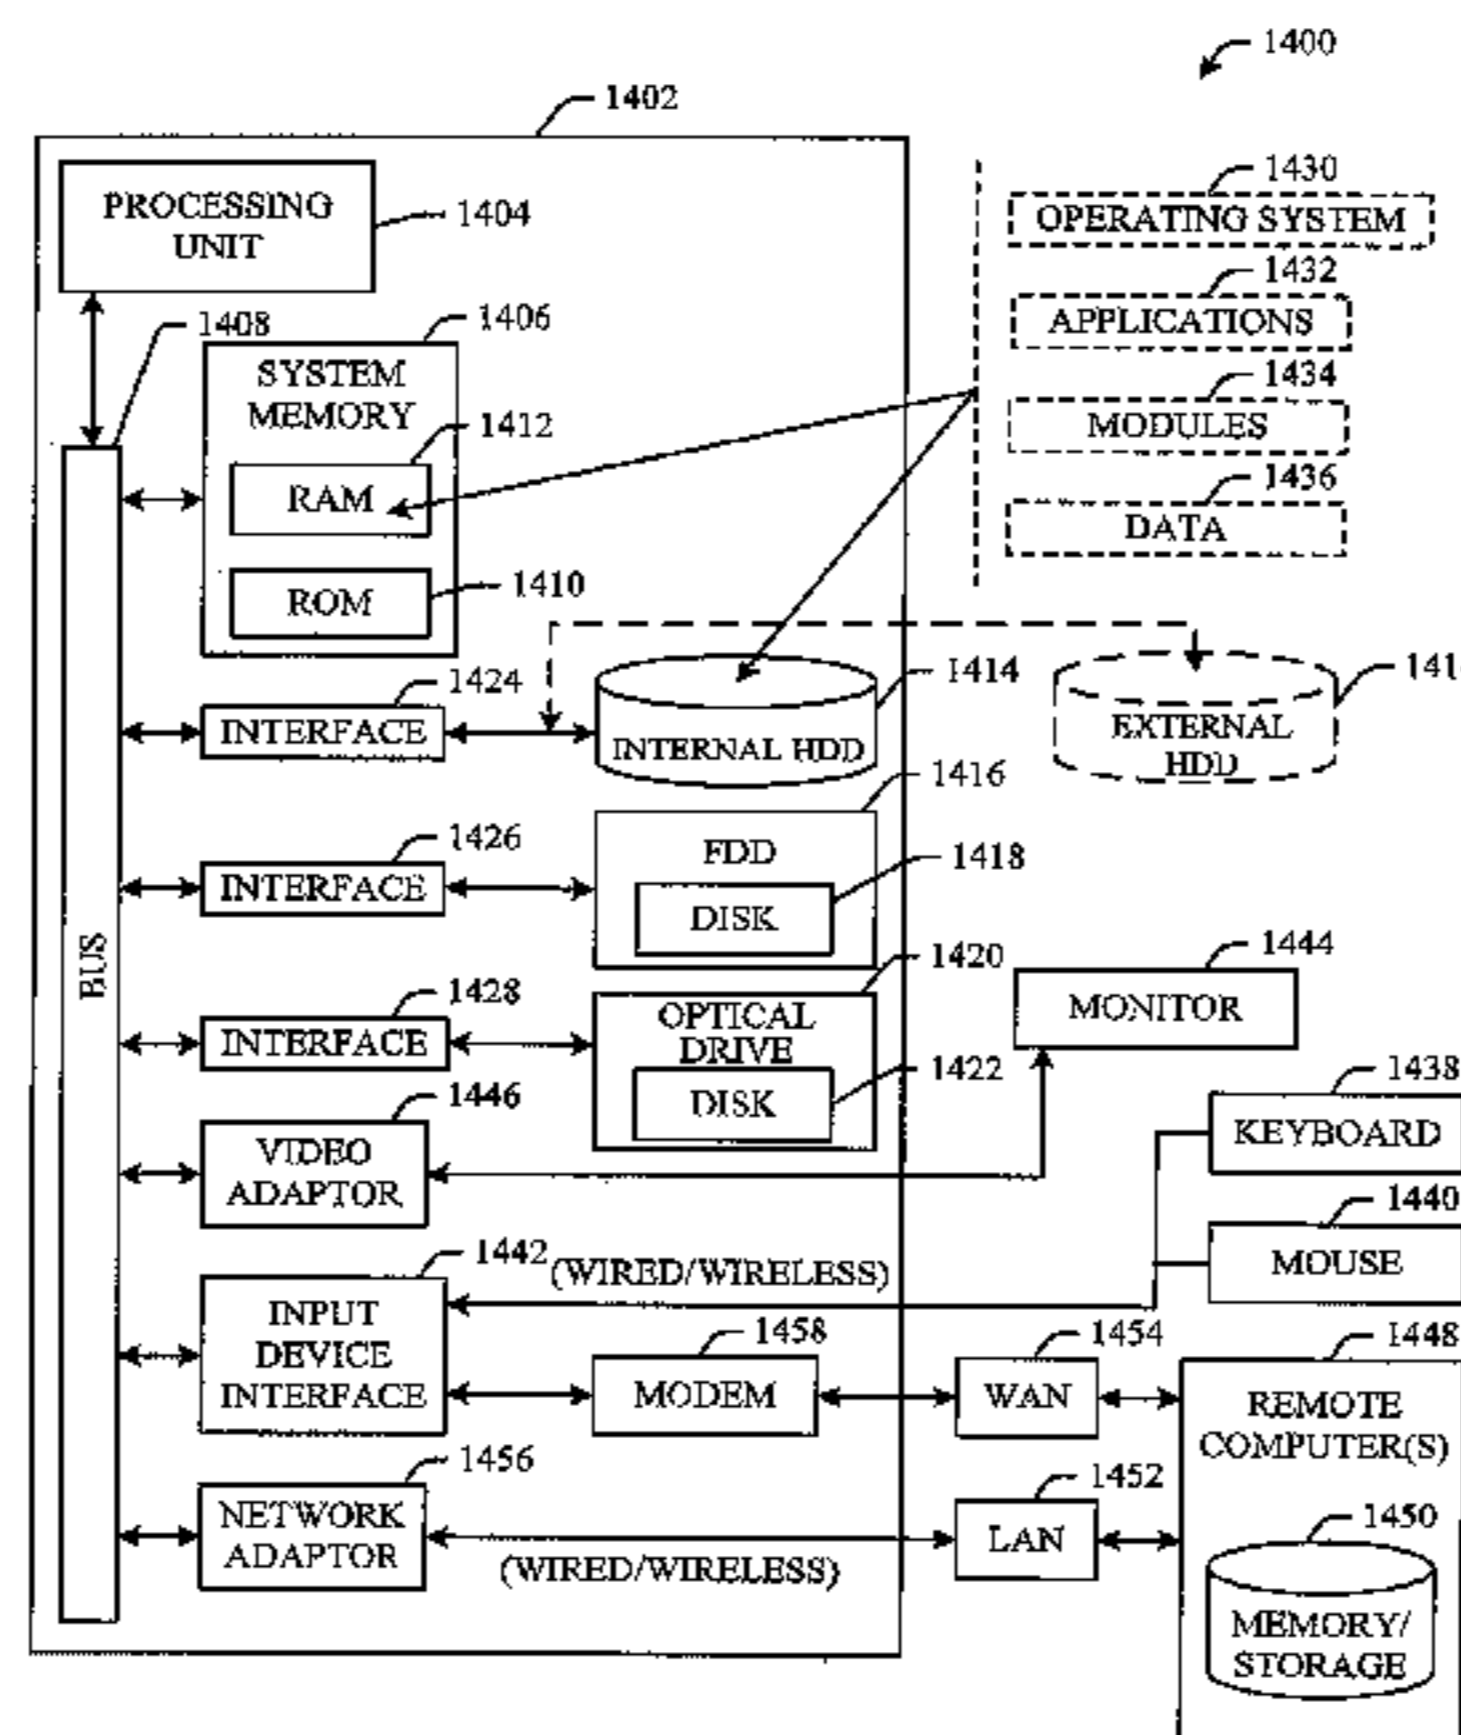 1400
1402
PROCESSING
UNIT
1404
1430
OPERATING SYSTEM
1432
APPLICATIONS
1434
MODULES
1436
DATA
1408
1406
SYSTEM
MEMORY
1412
RAM
1410
ROM
1424
INTERFACE
1414
INTERNAL HDD
EXTERNAL
HDD
1416
FDD
1426
INTERFACE
1418
DISK
BUS
1420
OPTICAL
DRIVE
1428
INTERFACE
1422
DISK
1444
MONITOR
1446
VIDEO
ADAPTOR
1438
KEYBOARD
1440
MOUSE
1442
(WIRED/WIRELESS)
INPUT
DEVICE
INTERFACE
1458
MODEM
1454
WAN
1448
REMOTE
COMPUTER(S)
1456
NETWORK
ADAPTOR
(WIRED/WIRELESS)
1452
LAN
1450
MEMORY/
STORAGE